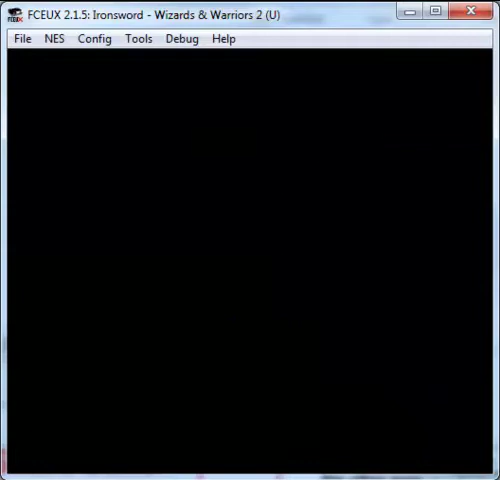 FCEUX 2.1.5: Ironsword - Wizards & Warriors 2 (U)
File NES Config Tools Debug Help